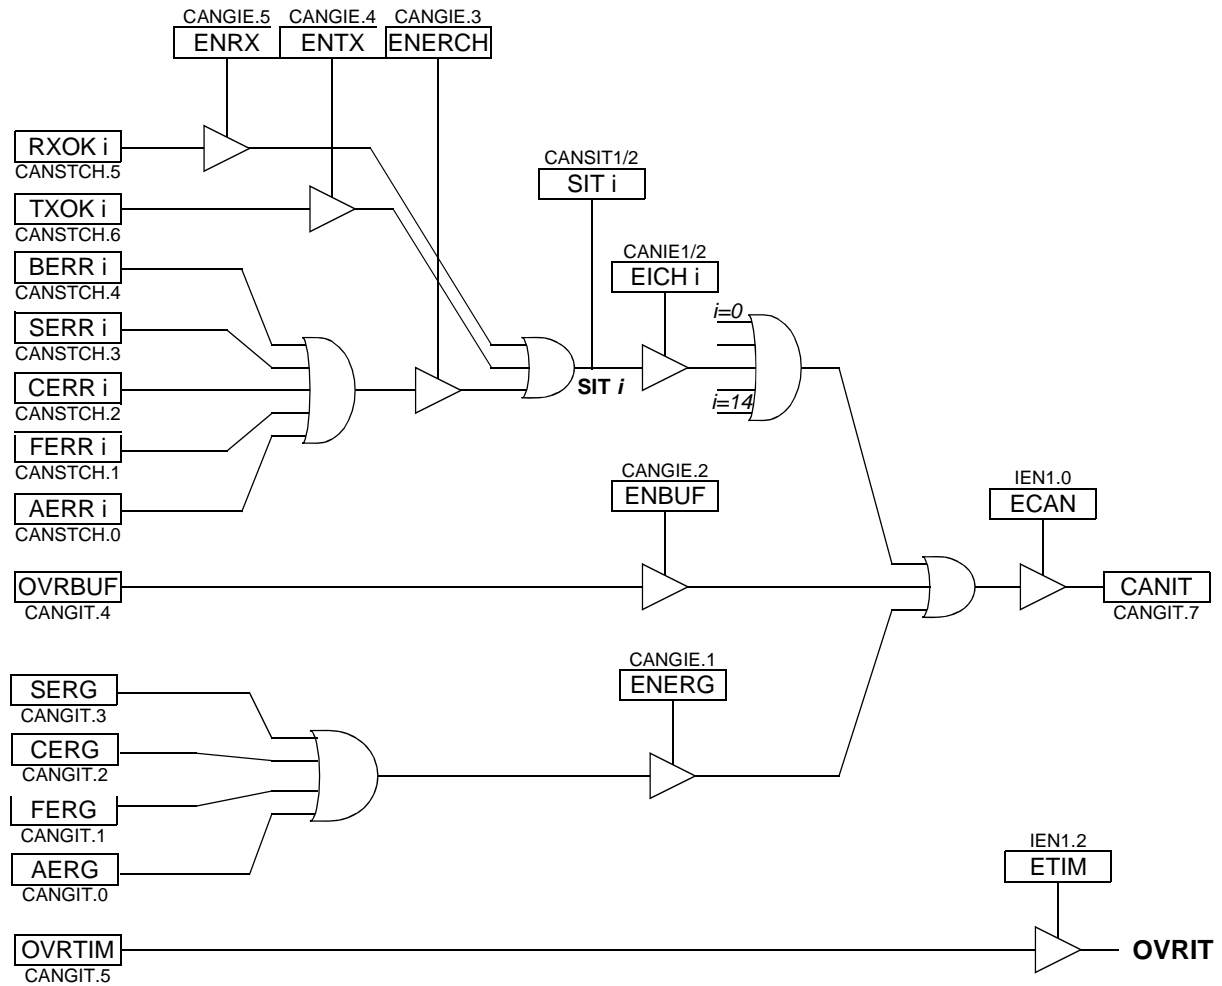 CANGIE.5 CANGIE.4 CANGIE.3
ENRX ENTX ENERCH
RXOK i
CANSTCH.5
TXOK i
CANSTCH.6
BERR i
CANSTCH.4
SERR i
CANSTCH.3
CERR i
CANSTCH.2
FERR i
CANSTCH.1
AERR i
CANSTCH.0
CANSIT1/2
SIT i
SIT i
CANIE1/2
EICH i
i=0
i=14
CANGIE.2
ENBUF
OVRBUF
CANGIT.4
IEN1.0
ECAN
CANIT
CANGIT.7
CANGIE.1
ENERG
SERG
CANGIT.3
CERG
CANGIT.2
FERG
CANGIT.1
AERG
CANGIT.0
IEN1.2
ETIM
OVRTIM
CANGIT.5
OVRIT